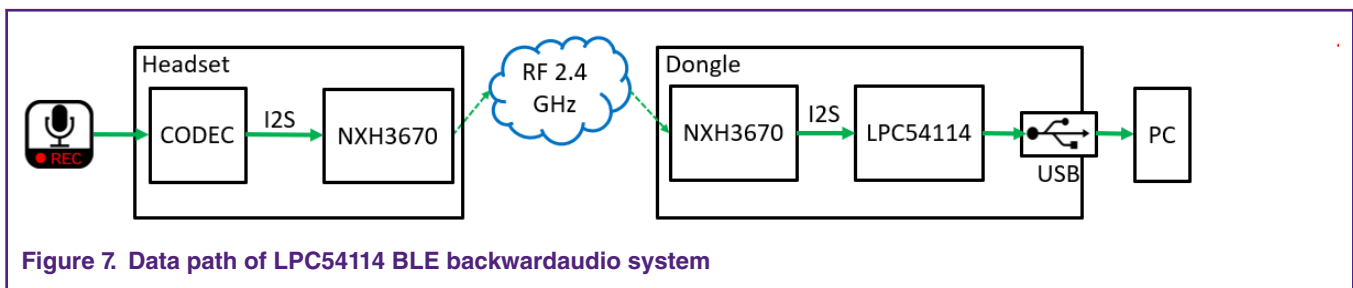 Headset
RF 2.4
GHz
Dongle
REC
CODEC
I2S
NXH3670
NXH3670
I2S
LPC54114
USB
PC
Figure 7. Data path of LPC54114 BLE backwardaudio system